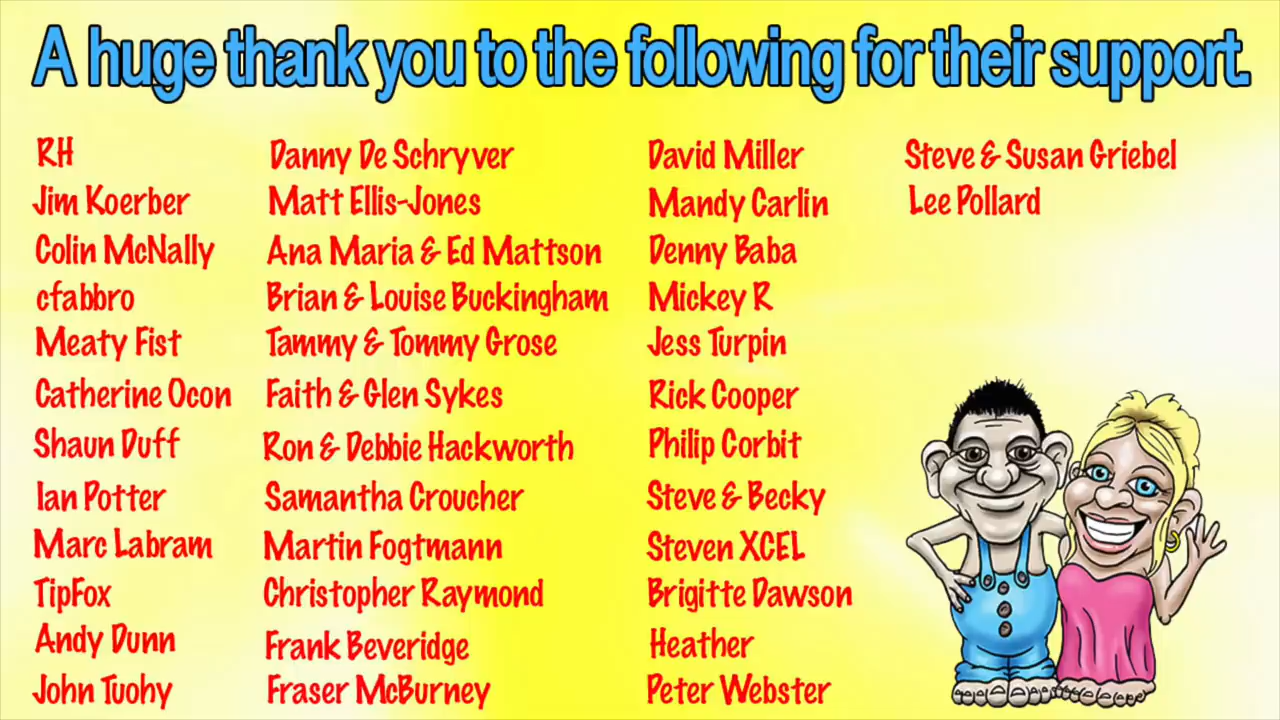 A huge thank you to the following for their support.
RH
Jim Koerber
Colin McNally
cfabbro
Meaty Fist
Catherine Ocon
Shaun Duff
Ian Potter
Marc Labram
TipFox
Andy Dunn
John Tuohy
Danny De Schryver
Matt Ellis-Jones
Ana Maria & Ed Mattson
Brian & Louise Buckingham
Tammy & Tommy Grose
Faith & Glen Sykes
Ron & Debbie Hackworth
Samantha Croucher
Martin Fogtmann
Christopher Raymond
Frank Beveridge
Fraser McBurney
David Miller
Mandy Carlin
Denny Baba
Mickey R
Jess Turpin
Rick Cooper
Philip Corbit
Steve & Becky
Steven XCEL
Brigitte Dawson
Heather
Peter Webster
Steve & Susan Griebel
Lee Pollard